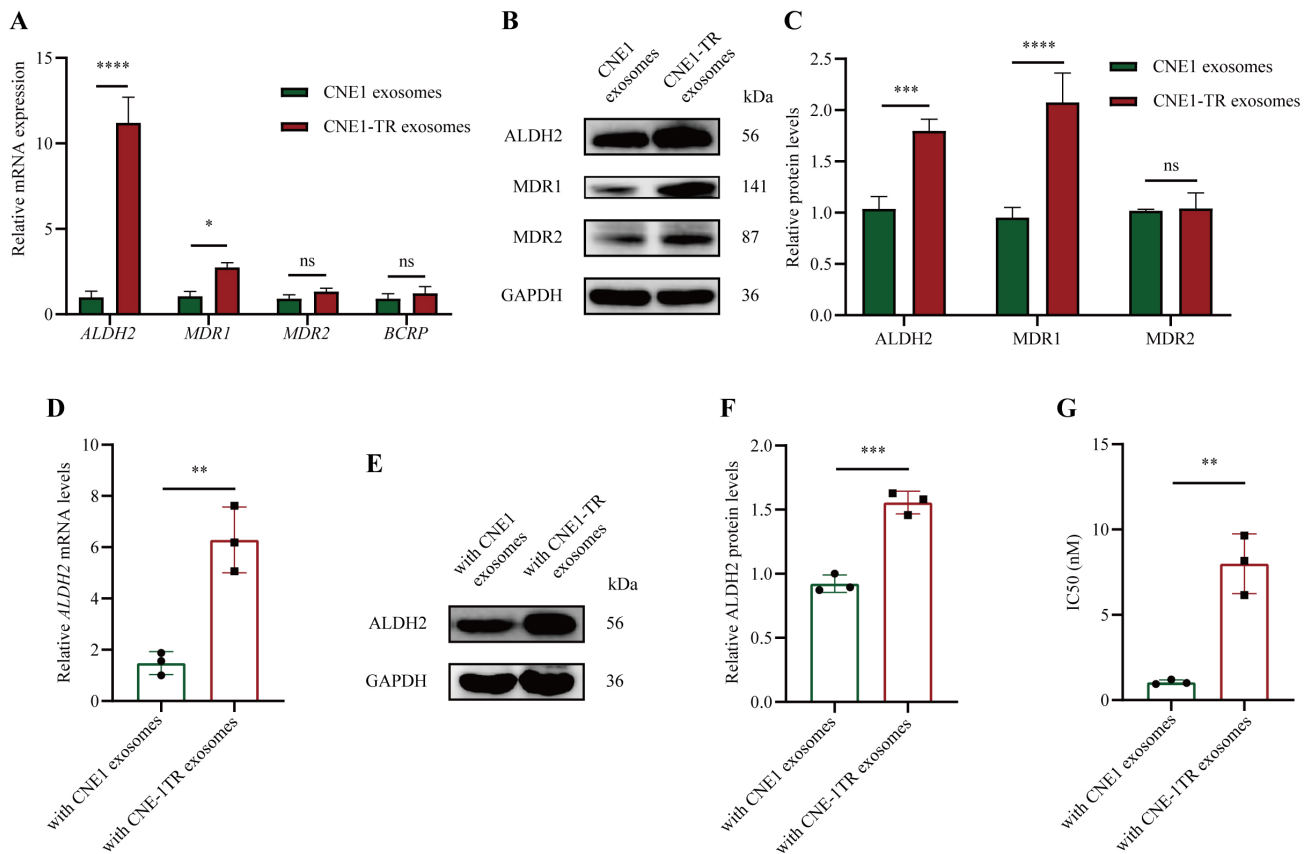 A
Relative mRNA expression
15
10
5
0
****
*
ns
ns
CNE1 exosomes
CNE1-TR exosomes
ALDH2
MDR1
MDR2
BCRP
B
CNE1
exosomes
CNE1-TR
exosomes
kDa
ALDH2
56
MDR1
141
MDR2
87
GAPDH
36
C
Relative protein levels
2.5
2.0
1.5
1.0
0.5
0.0
***
****
ns
CNE1 exosomes
CNE1-TR exosomes
ALDH2
MDR1
MDR2
D
Relative ALDH2 mRNA levels
10
8
6
4
2
0
**
with CNE1 exosomes
with CNE-1TR exosomes
E
with CNE1
exosomes
with CNE1-TR
exosomes
kDa
ALDH2
56
GAPDH
36
F
Relative ALDH2 protein levels
2.0
1.5
1.0
0.5
0.0
***
with CNE1 exosomes
with CNE-1TR exosomes
G
IC50 (nM)
15
10
5
0
**
with CNE1 exosomes
with CNE-1TR exosomes